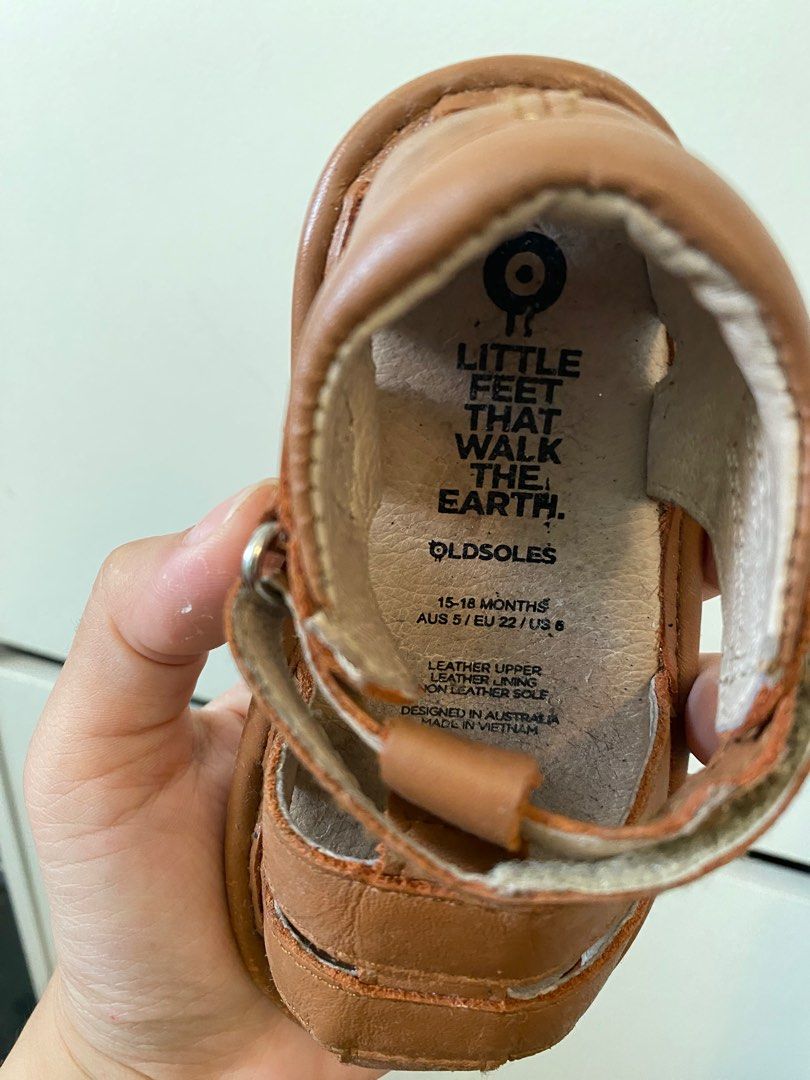 LITTLE
FEET
THAT
WALK
THE
EARTH.
OLDSOLES
15-18 MONTHS
AUS 5 / EU 22 / US 6
LEATHER UPPER
LEATHER LINING
NON LEATHER SOLE
DESIGNED IN AUSTRALIA
MADE IN VIETNAM